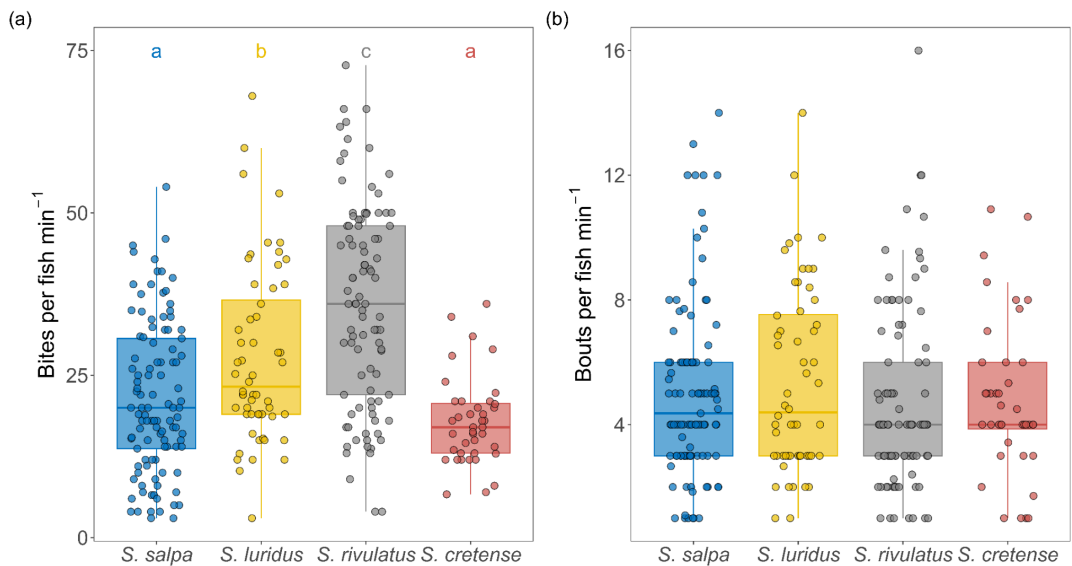 (a)
(b)
a b c a
75
50
25
0
Bites per fish min⁻¹
S. salpa S. luridus S. rivulatus S. cretense
16
12
8
4
Bouts per fish min⁻¹
S. salpa S. luridus S. rivulatus S. cretense